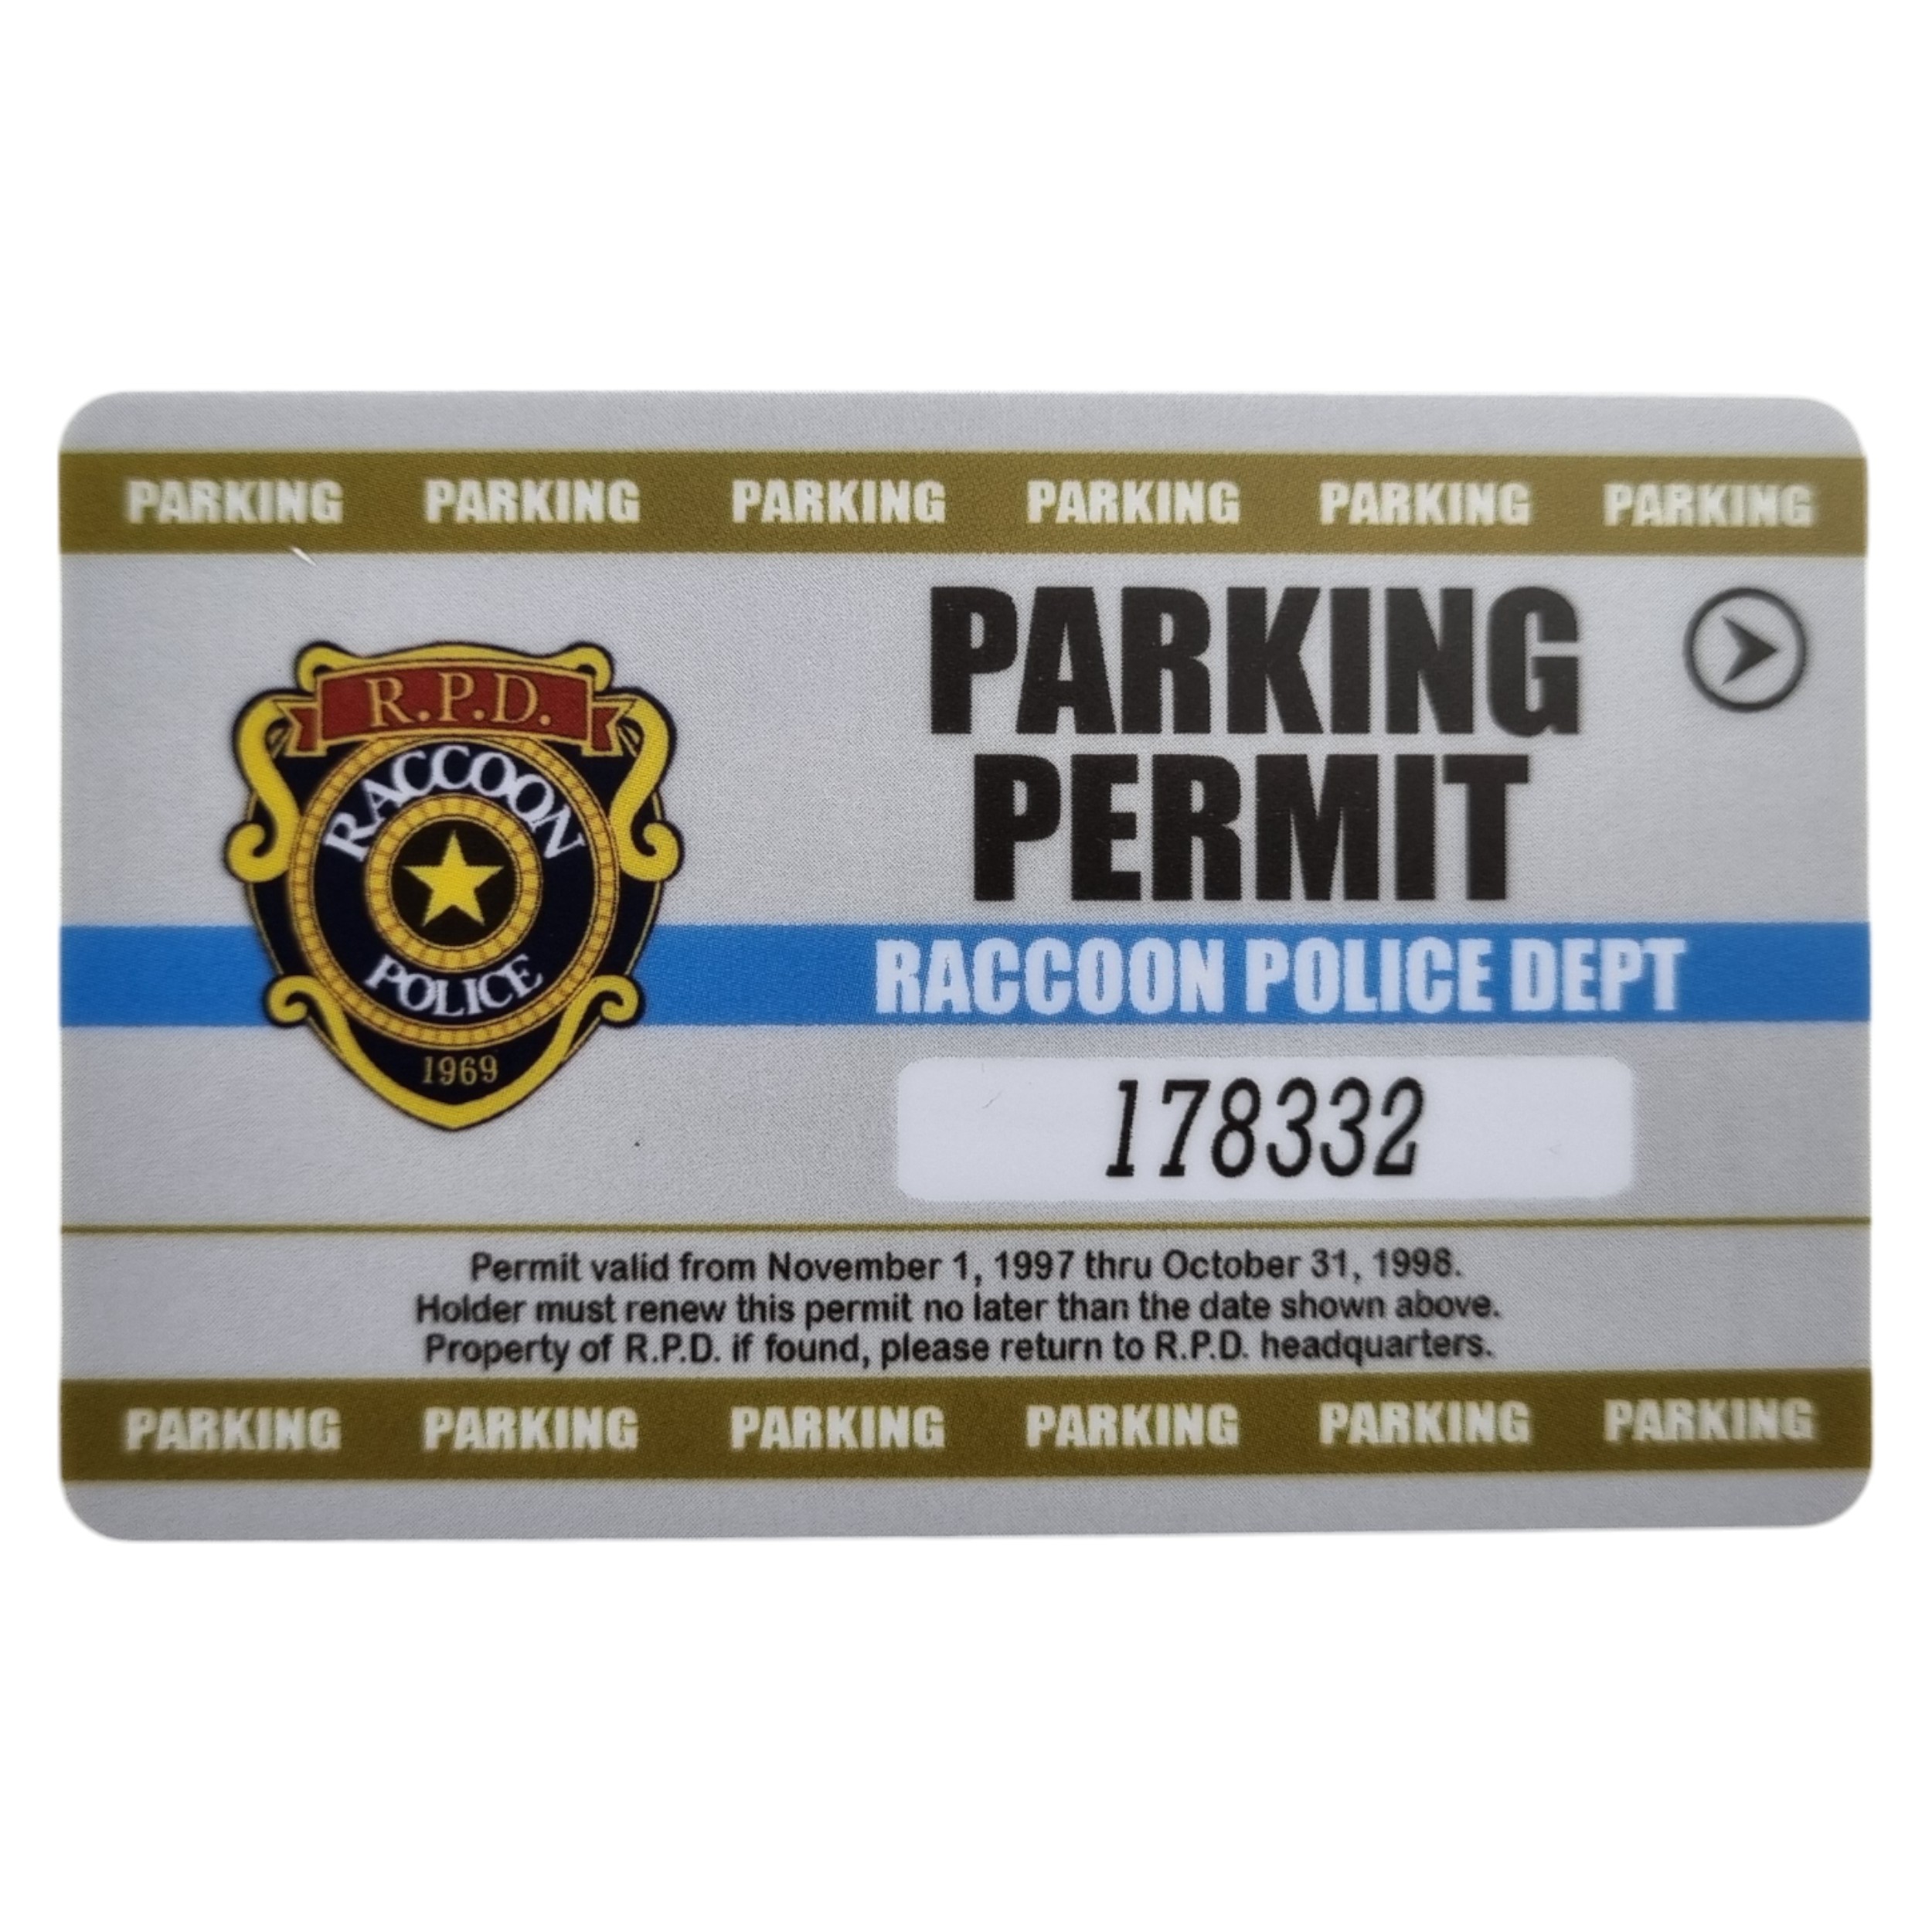 PARKING PARKING PARKING PARKING PARKING PARKING
R.P.D.
RACCOON
POLICE
1969
PARKING
PERMIT
RACCOON POLICE DEPT
178332
Permit valid from November 1, 1997 thru October 31, 1998.
Holder must renew this permit no later than the date shown above.
Property of R.P.D. if found, please return to R.P.D. headquarters.
PARKING PARKING PARKING PARKING PARKING PARKING